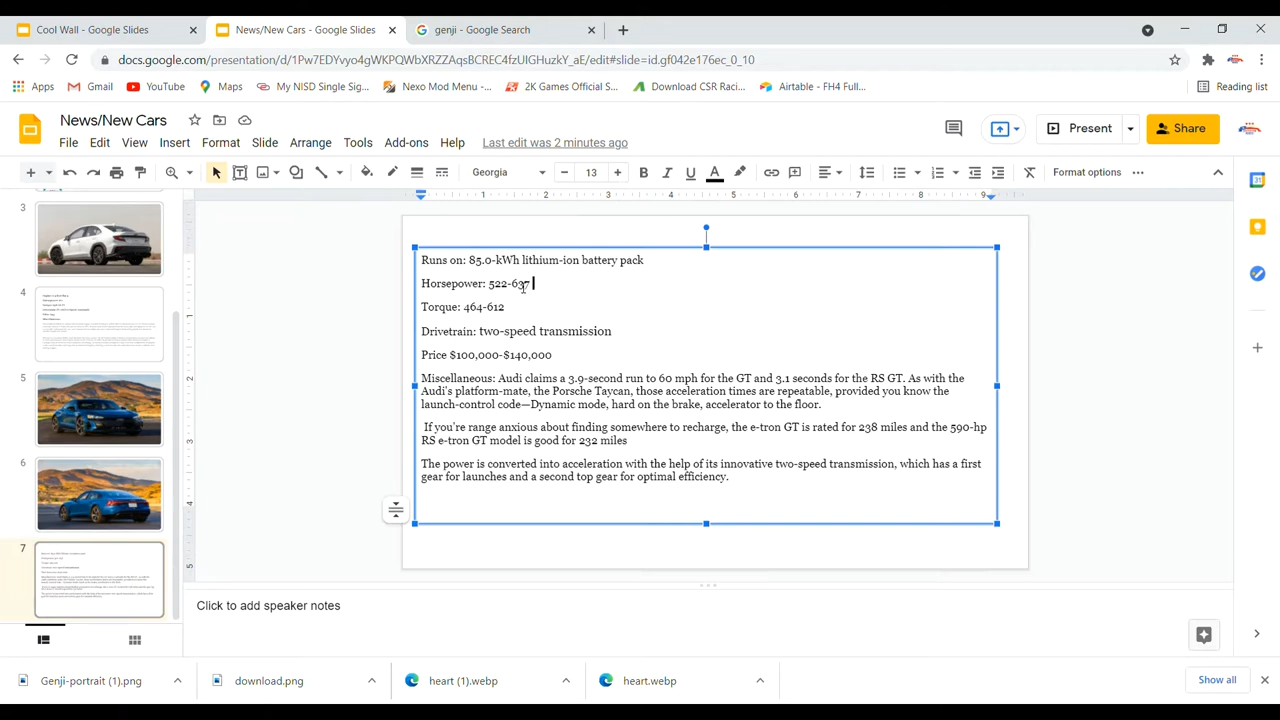 Cool Wall - Google Slides
News/New Cars - Google Slides
genji - Google Search
docs.google.com/presentation/d/1Pw7EDYvyo4gWKPQWbXRZZAqsBCREC4fzUIGHuzkY_aE/edit#slide=id.gf042e176ec_0_10
Apps
Gmail
YouTube
Maps
My NISD Single Sig...
Nexo Mod Menu -...
2K Games Official S...
Download CSR Raci...
Airtable - FH4 Full...
Reading list
News/New Cars
File Edit View Insert Format Slide Arrange Tools Add-ons Help Last edit was 2 minutes ago
Present
Share
Georgia
13
Format options
Runs on: 85.0-kWh lithium-ion battery pack
Horsepower: 522-637
Torque: 464-612
Drivetrain: two-speed transmission
Price $100,000-$140,000
Miscellaneous: Audi claims a 3.9-second run to 60 mph for the GT and 3.1 seconds for the RS GT. As with the
Audi's platform-mate, the Porsche Taycan, those acceleration times are repeatable, provided you know the
launch-control code—Dynamic mode, hard on the brake, accelerator to the floor.
If you're range anxious about finding somewhere to recharge, the e-tron GT is rated for 238 miles and the 590-hp
RS e-tron GT model is good for 232 miles
The power is converted into acceleration with the help of its innovative two-speed transmission, which has a first
gear for launches and a second top gear for optimal efficiency.
3
4
5
6
7
Click to add speaker notes
Genji-portrait (1).png
download.png
heart (1).webp
heart.webp
Show all